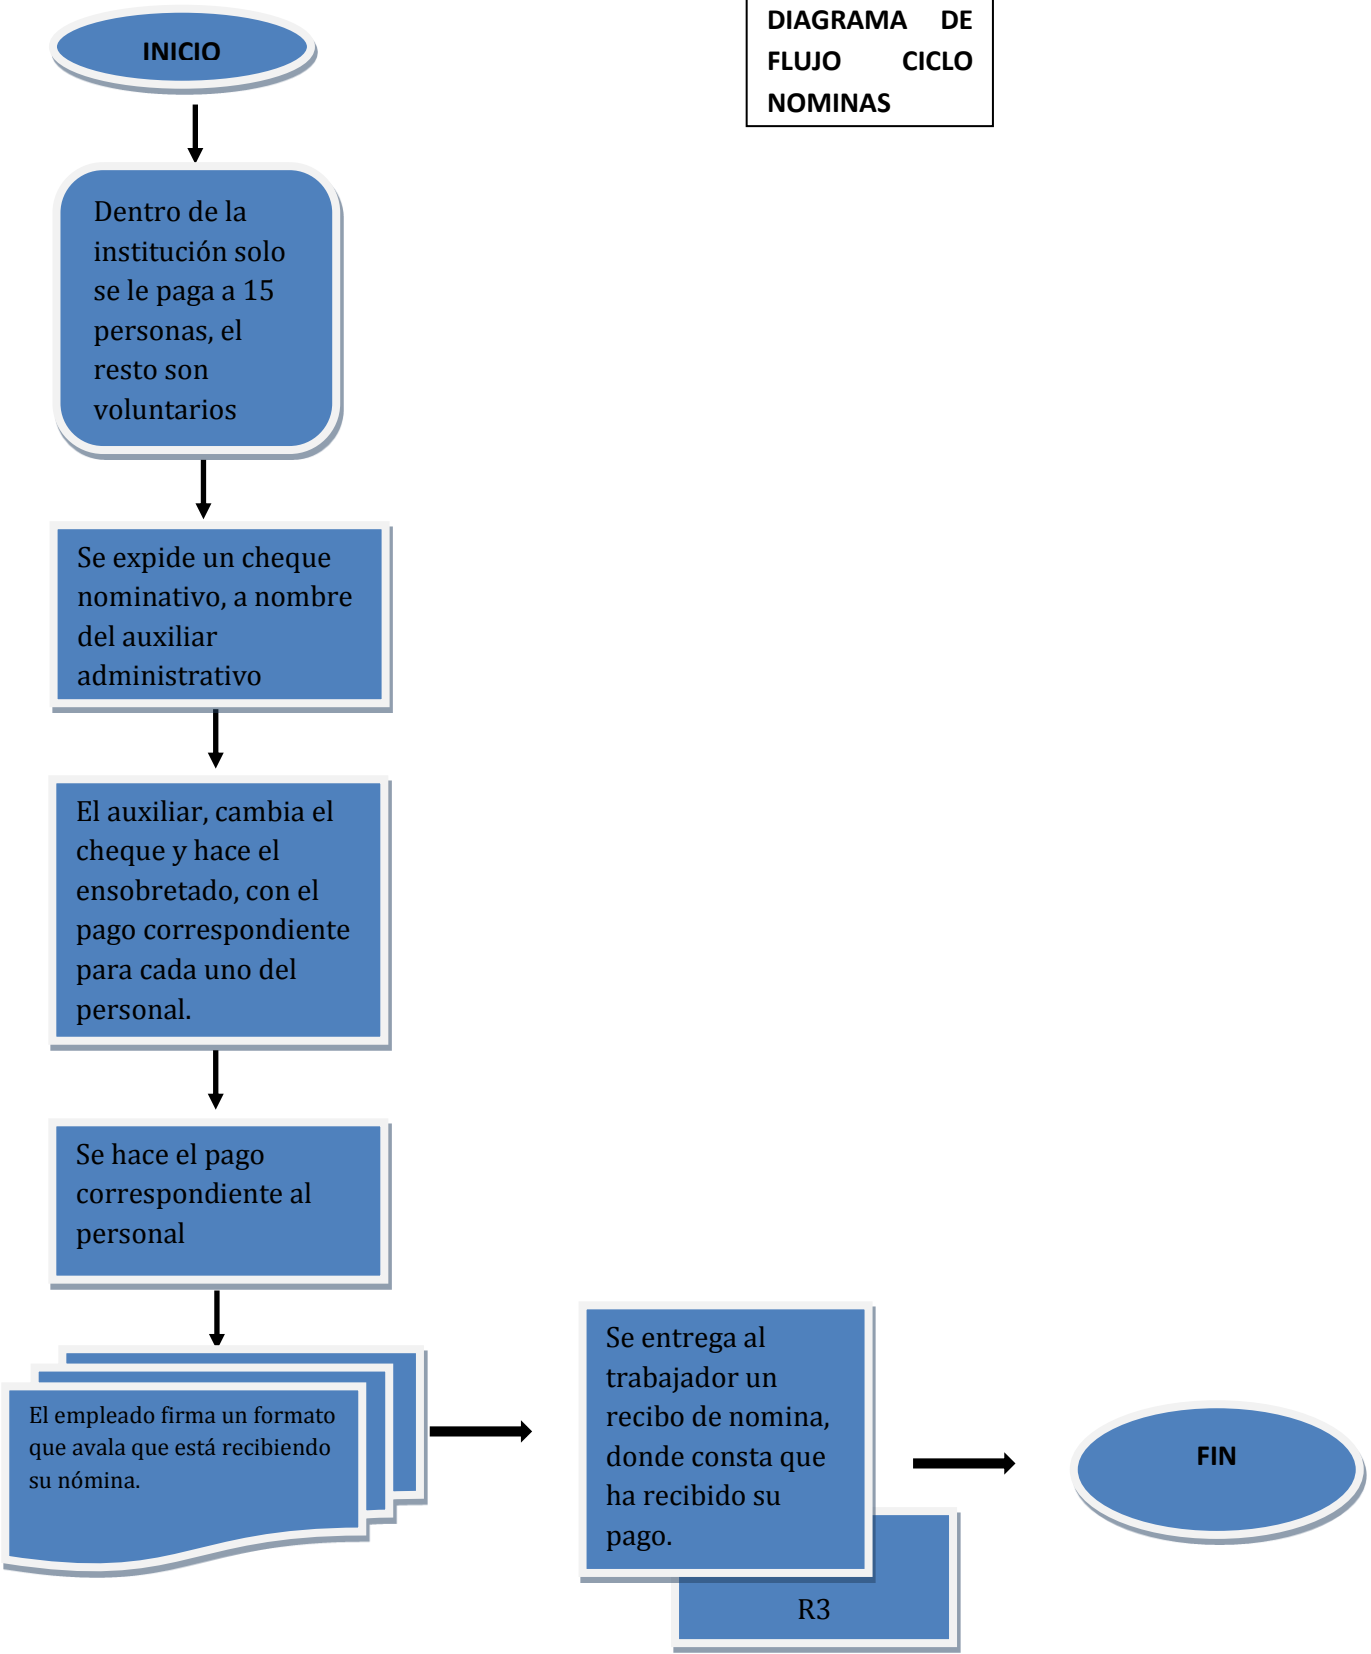 DIAGRAMA DE
FLUJO CICLO
NOMINAS
INICIO
Dentro de la
institución solo
se le paga a 15
personas, el
resto son
voluntarios
Se expide un cheque
nominativo, a nombre
del auxiliar
administrativo
El auxiliar, cambia el
cheque y hace el
ensobretado, con el
pago correspondiente
para cada uno del
personal.
Se hace el pago
correspondiente al
personal
El empleado firma un formato
que avala que está recibiendo
su nómina.
Se entrega al
trabajador un
recibo de nomina,
donde consta que
ha recibido su
pago.
R3
FIN